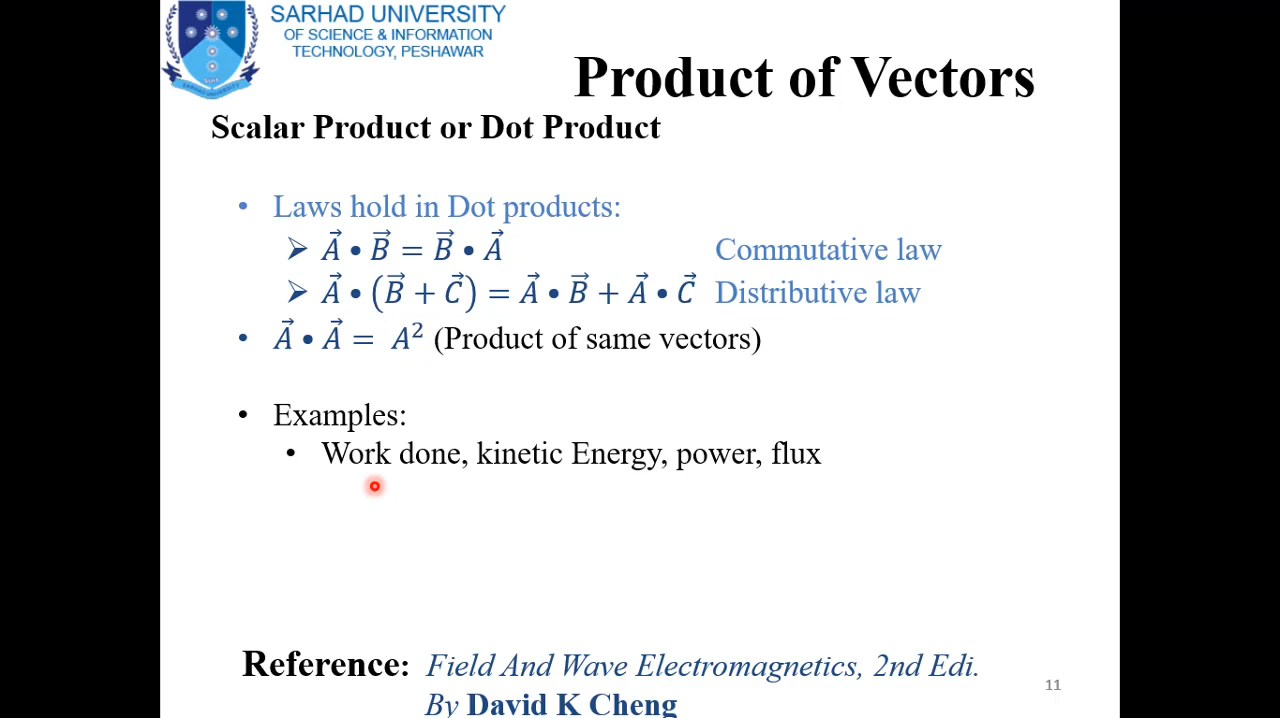 SARHAD UNIVERSITY
OF SCIENCE & INFORMATION
TECHNOLOGY, PESHAWAR
Product of Vectors
Scalar Product or Dot Product
• Laws hold in Dot products:
➢ A⃗ • B⃗ = B⃗ • A⃗ Commutative law
➢ A⃗ • (B⃗ + C⃗) = A⃗ • B⃗ + A⃗ • C⃗ Distributive law
• A⃗ • A⃗ = A² (Product of same vectors)
• Examples:
• Work done, kinetic Energy, power, flux
Reference: Field And Wave Electromagnetics, 2nd Edi.
By David K Cheng
11